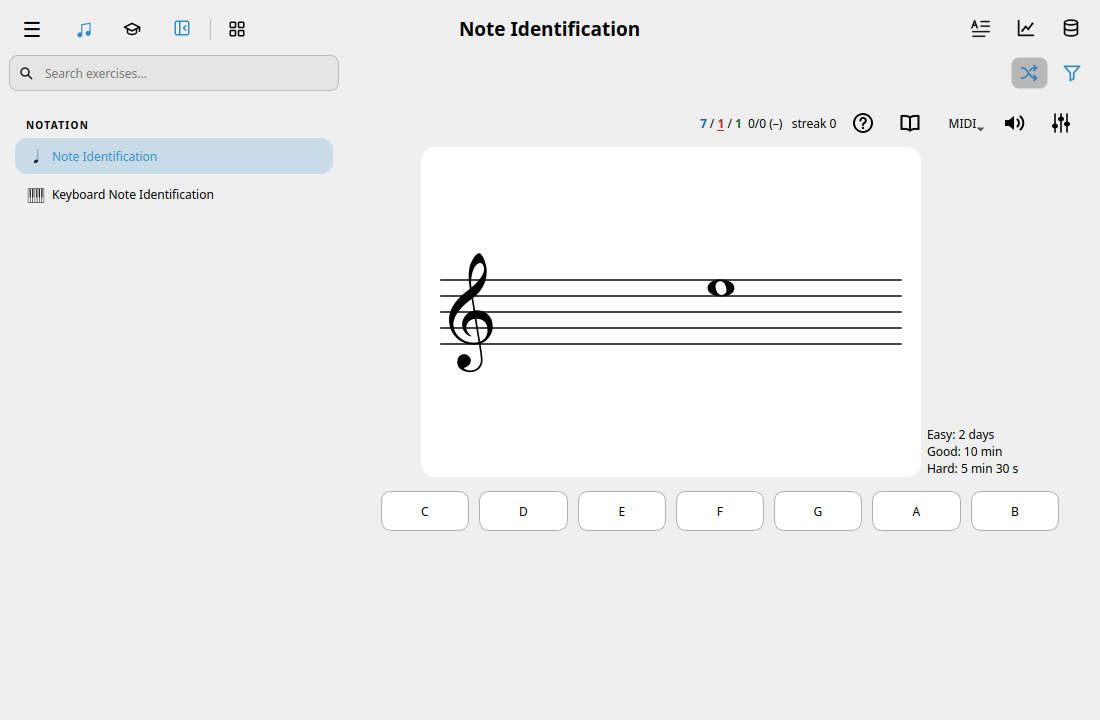 Note Identification
Search exercises...
NOTATION
Note Identification
Keyboard Note Identification
7 / 1 / 1 0/0 (–) streak 0
MIDI
Easy: 2 days
Good: 10 min
Hard: 5 min 30 s
C D E F G A B